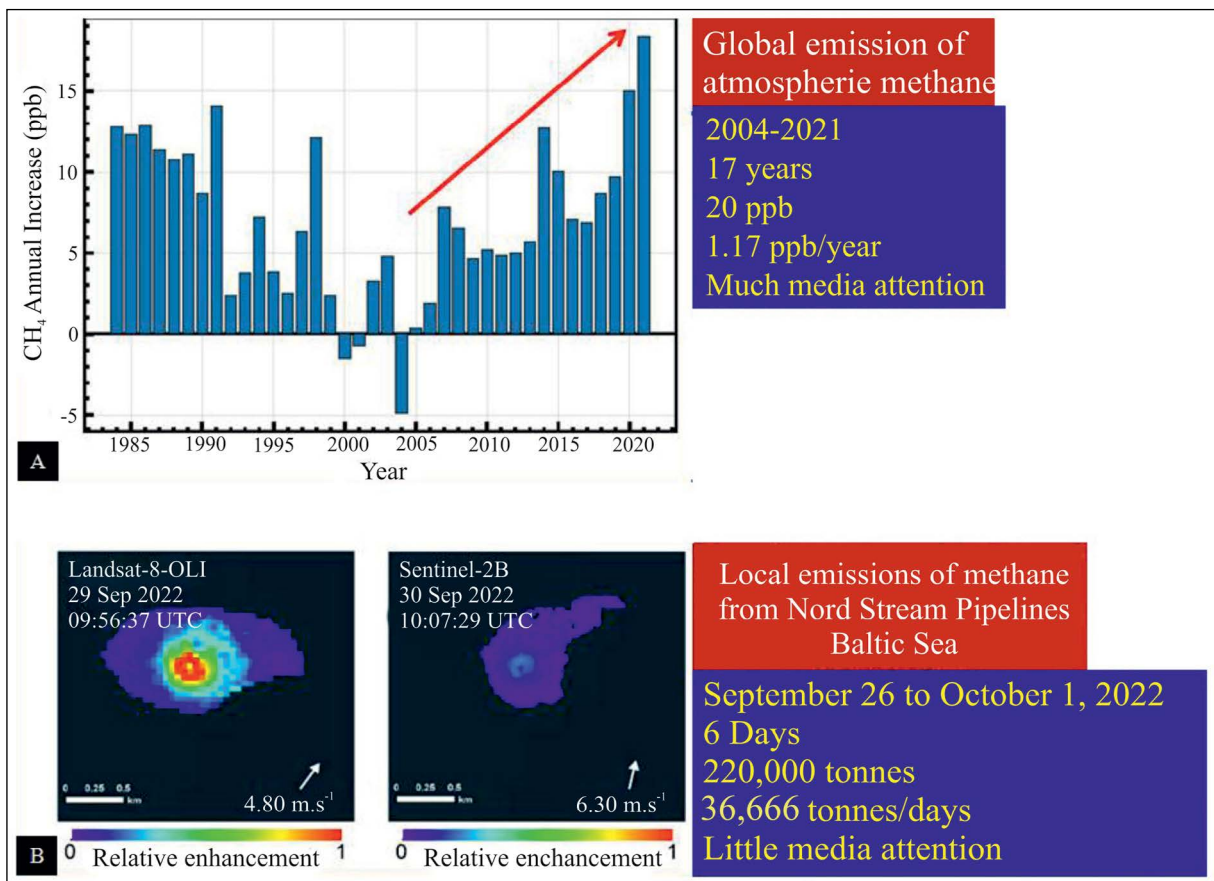 CH₄ Annual Increase (ppb)
15
10
5
0
-5
1985 1990 1995 2000 2005 2010 2015 2020
Year
A
Global emission of
atmospherie methane
2004-2021
17 years
20 ppb
1.17 ppb/year
Much media attention
Landsat-8-OLI
29 Sep 2022
09:56:37 UTC
0 0.25 0.5
km
4.80 m.s⁻¹
0 Relative enhancement 1
Sentinel-2B
30 Sep 2022
10:07:29 UTC
0 0.25 0.5
km
6.30 m.s⁻¹
0 Relative enchancement 1
B
Local emissions of methane
from Nord Stream Pipelines
Baltic Sea
September 26 to October 1, 2022
6 Days
220,000 tonnes
36,666 tonnes/days
Little media attention